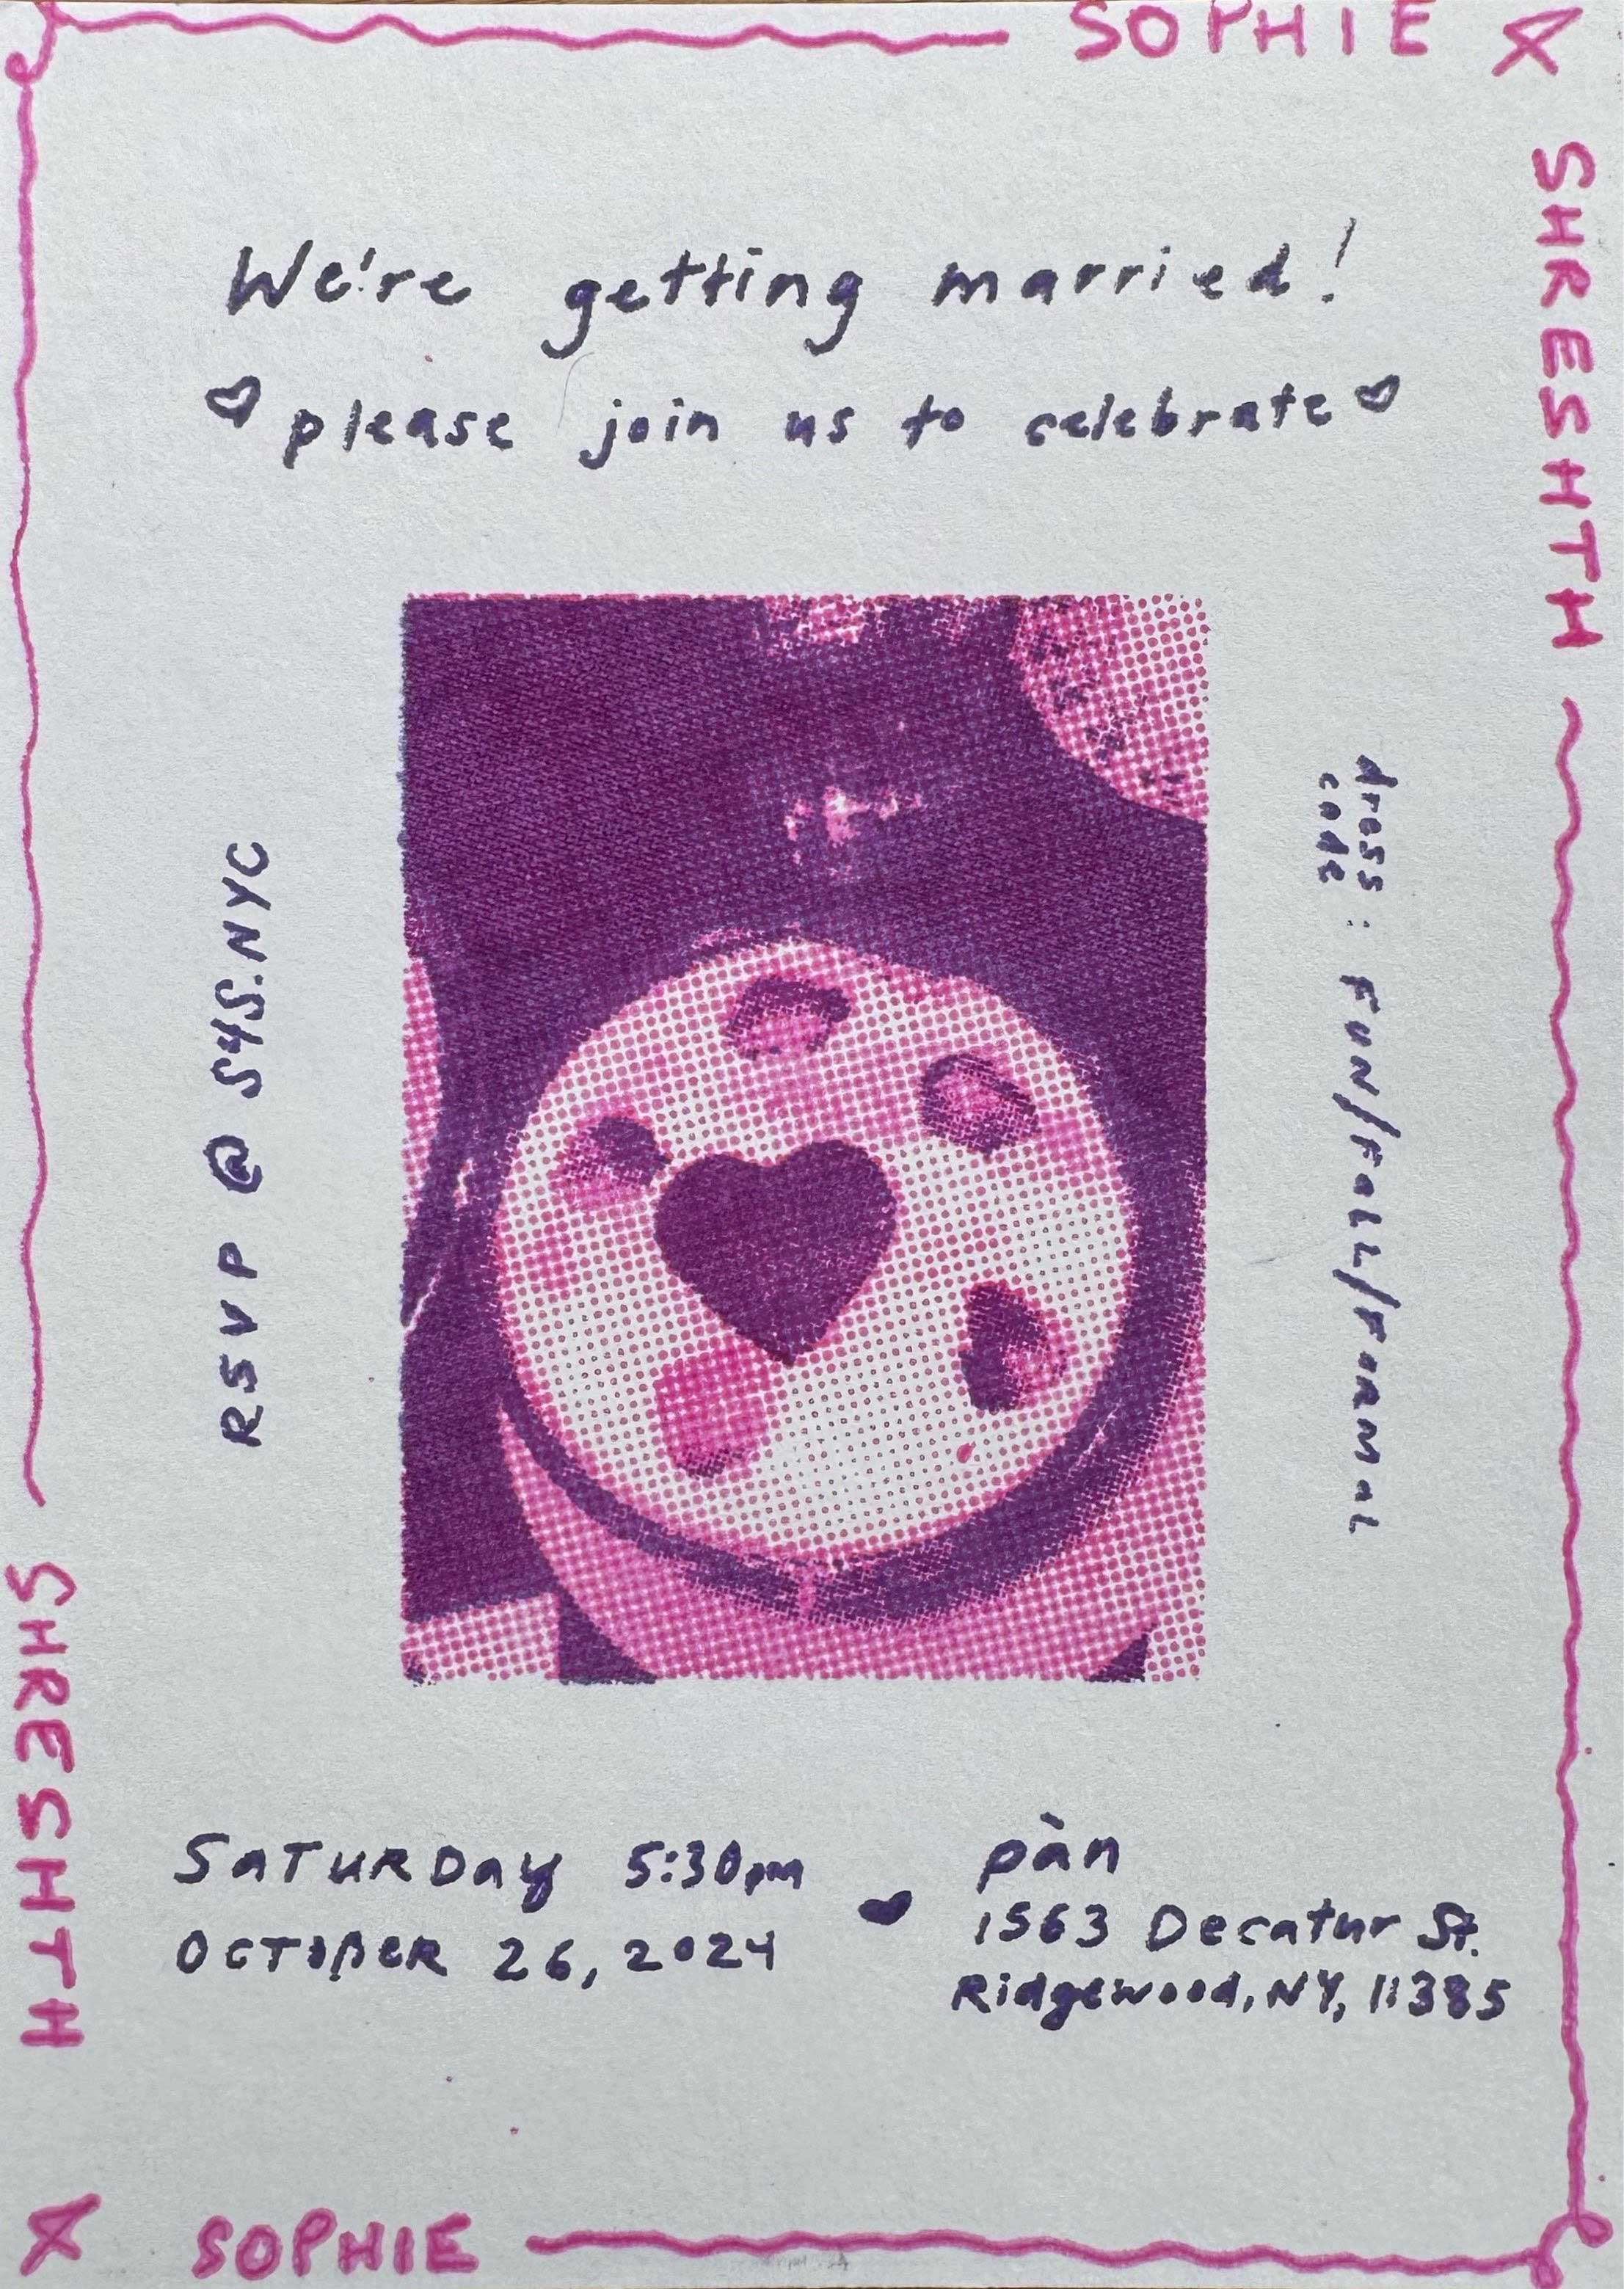 SOPHIE &
SHRESHTH
We're getting married!
please join us to celebrate
RSVP @ S4S.NYC
dress code : FUN/FALL/FORMAL
SATURDAY 5:30pm
OCTOBER 26, 2024
pàn
1563 Decatur St.
Ridgewood, NY, 11385
SHRESHTH
& SOPHIE